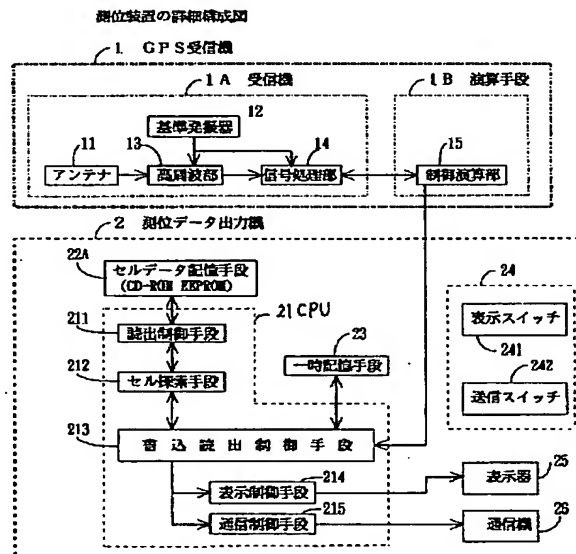 測位装置の詳細構成図
1 GPS受信機
1A 受信機
1B 演算手段
12
基準発振器
11
13
14
15
アンテナ
高周波部
信号処理部
制御演算部
2 測位データ出力機
22A
セルデータ記憶手段
(CD-ROM EEPROM)
24
21CPU
211
読出制御手段
23
表示スイッチ
241
212
セル探索手段
一時記憶手段
242
送信スイッチ
213
書込読出制御手段
214
25
表示制御手段
表示器
215
26
通信制御手段
通信機